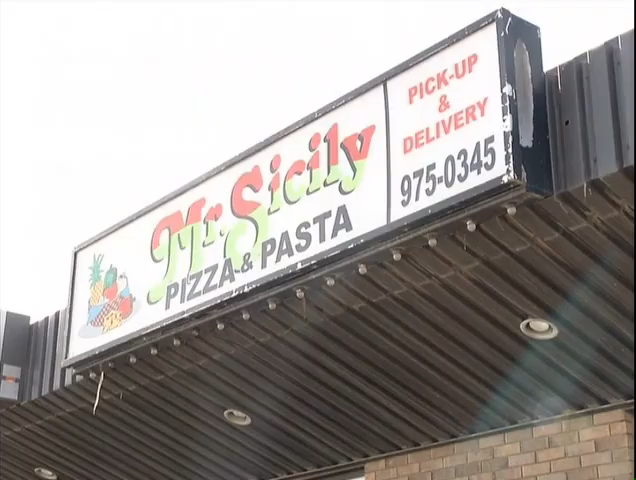 Mr. Sicily
PIZZA & PASTA
PICK-UP
&
DELIVERY
975-0345